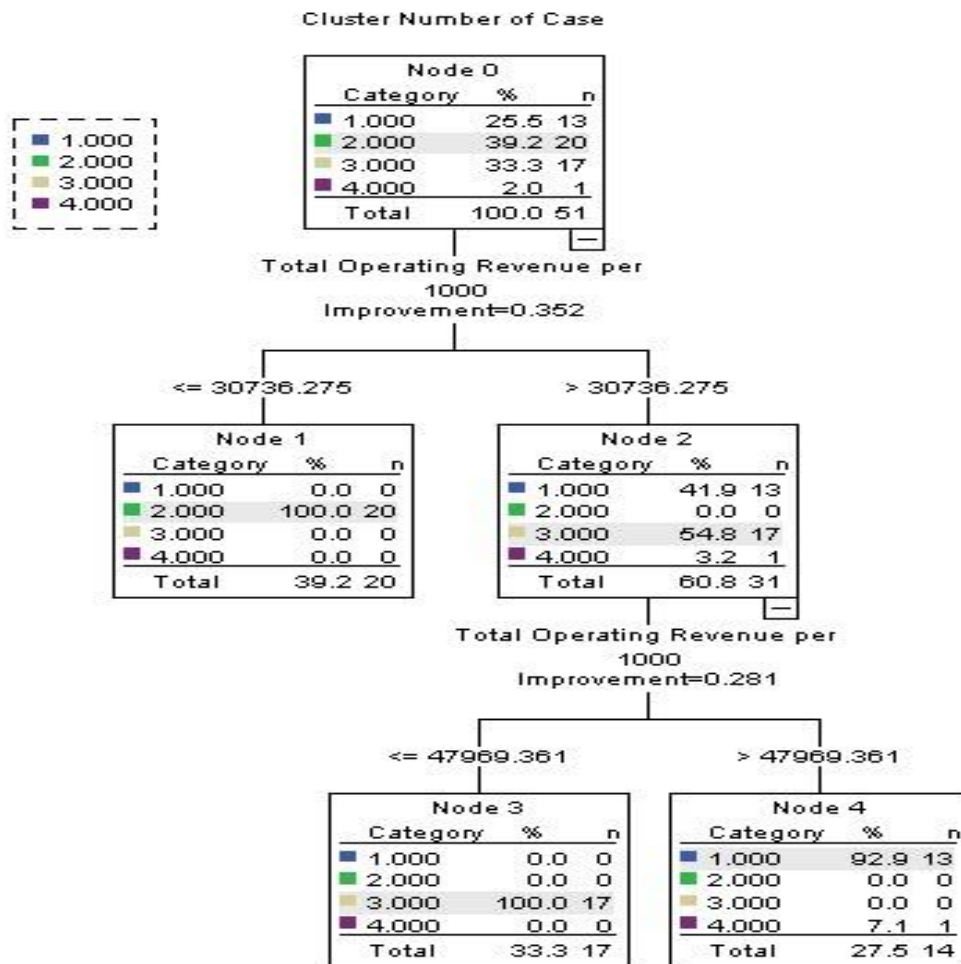 Cluster Number of Case
1.000
2.000
3.000
4.000
Node 0
Category % n
1.000 25.5 13
2.000 39.2 20
3.000 33.3 17
4.000 2.0 1
Total 100.0 51
Total Operating Revenue per
1000
Improvement=0.352
<= 30736.275
> 30736.275
Node 1
Category % n
1.000 0.0 0
2.000 100.0 20
3.000 0.0 0
4.000 0.0 0
Total 39.2 20
Node 2
Category % n
1.000 41.9 13
2.000 0.0 0
3.000 54.8 17
4.000 3.2 1
Total 60.8 31
Total Operating Revenue per
1000
Improvement=0.281
<= 47969.361
> 47969.361
Node 3
Category % n
1.000 0.0 0
2.000 0.0 0
3.000 100.0 17
4.000 0.0 0
Total 33.3 17
Node 4
Category % n
1.000 92.9 13
2.000 0.0 0
3.000 0.0 0
4.000 7.1 1
Total 27.5 14